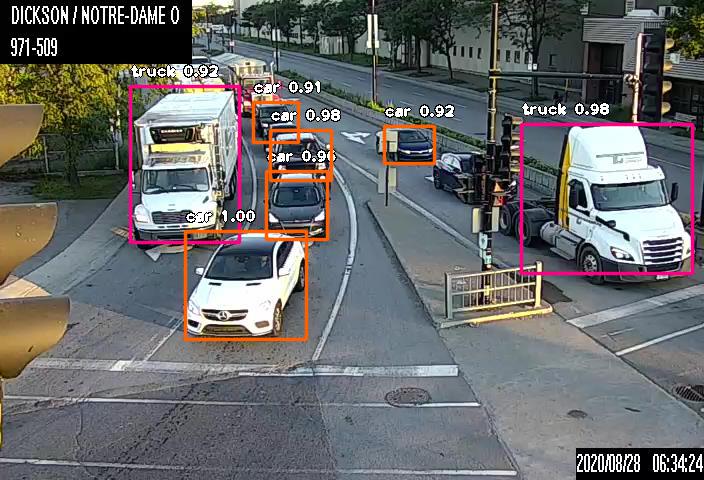 DICKSON / NOTRE-DAME O
971-509
truck 0.92
car 0.91
car 0.98
car 0.92
truck 0.98
car 0.96
car 1.00
2020/08/28 06:34:24